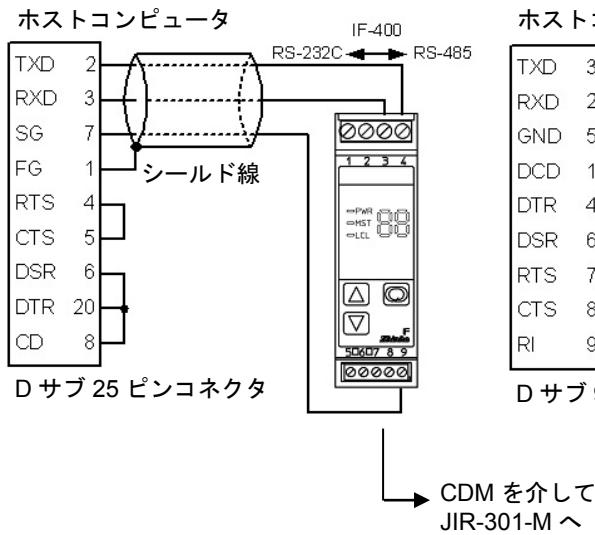 ホストコンピュータ
IF-400
RS-232C RS-485
TXD 2
RXD 3
SG 7
FG 1
RTS 4
CTS 5
DSR 6
DTR 20
CD 8
シールド線
D サブ 25 ピンコネクタ
1 2 3 4
PWR
MST
LCL
88
F
Shinko
5 6 7 8 9
CDM を介して
JIR-301-M へ
ホストコ
TXD 3
RXD 2
GND 5
DCD 1
DTR 4
DSR 6
RTS 7
CTS 8
RI 9
D サブ 9